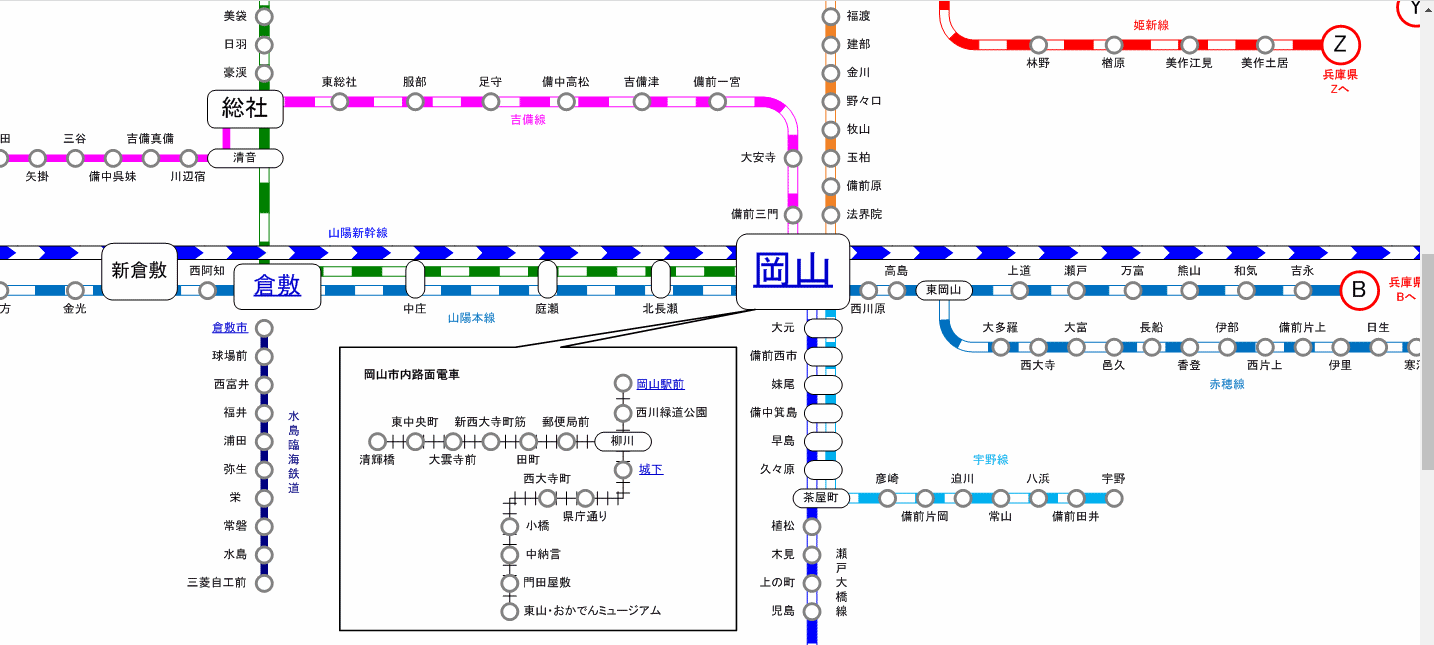 美袋
日羽
豪渓
総社
清音
田
矢掛
三谷
備中呉妹
吉備真備
川辺宿
東総社
服部
足守
備中高松
吉備津
備前一宮
吉備線
大安寺
備前三門
福渡
建部
金川
野々口
牧山
玉柏
備前原
法界院
姫新線
林野
楢原
美作江見
美作土居
Z
兵庫県
Zへ
Y
山陽新幹線
方
金光
新倉敷
西阿知
倉敷
中庄
庭瀬
北長瀬
山陽本線
岡山
西川原
高島
東岡山
上道
瀬戸
万富
熊山
和気
吉永
B
兵庫県
Bへ
大多羅
西大寺
大富
邑久
長船
香登
伊部
西片上
備前片上
伊里
日生
赤穂線
倉敷市
球場前
西富井
福井
浦田
弥生
栄
常盤
水島
三菱自工前
水島臨海鉄道
岡山市内路面電車
岡山駅前
西川緑道公園
柳川
郵便局前
田町
新西大寺町筋
大雲寺前
東中央町
清輝橋
城下
県庁通り
西大寺町
小橋
中納言
門田屋敷
東山・おかでんミュージアム
大元
備前西市
妹尾
備中箕島
早島
久々原
茶屋町
植松
木見
上の町
児島
瀬戸大橋線
宇野線
彦崎
備前片岡
迫川
常山
八浜
備前田井
宇野